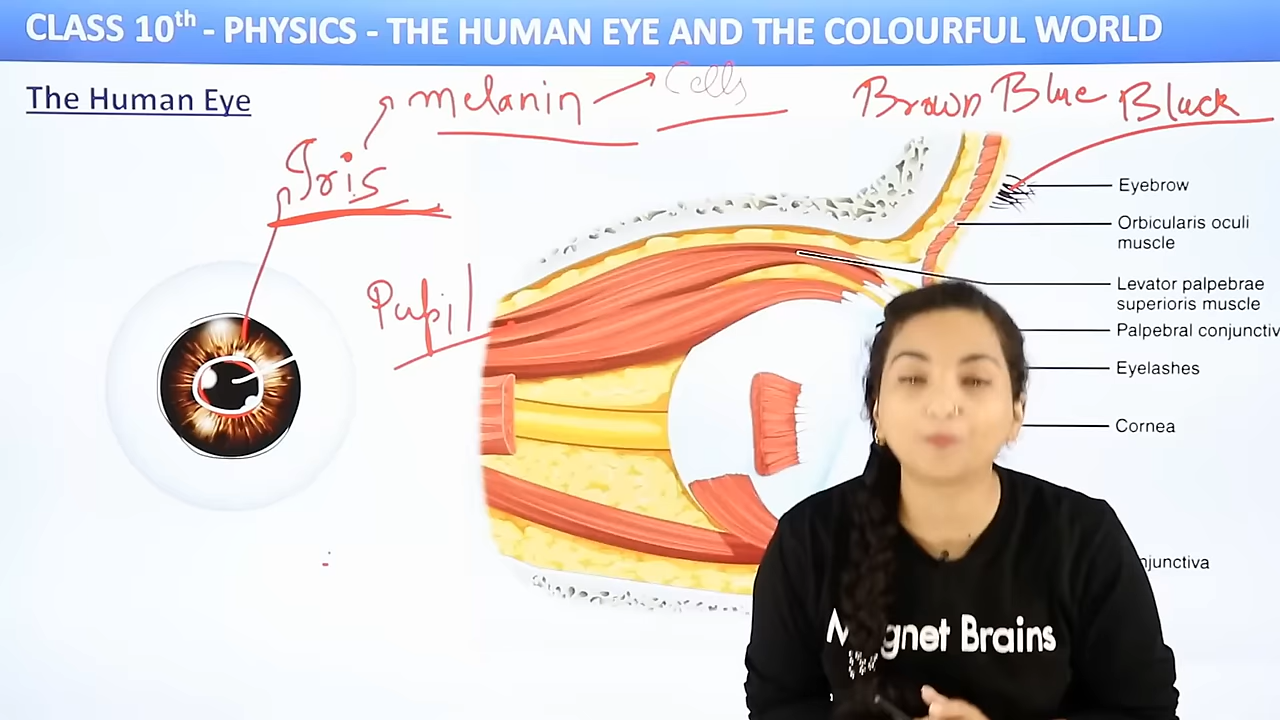 CLASS 10th - PHYSICS - THE HUMAN EYE AND THE COLOURFUL WORLD
The Human Eye
melanin
Cells
Brown Blue Black
Iris
Pupil
Eyebrow
Orbicularis oculi
muscle
Levator palpebrae
superioris muscle
Palpebral conjunctiv
Eyelashes
Cornea
njunctiva
M gnet Brains